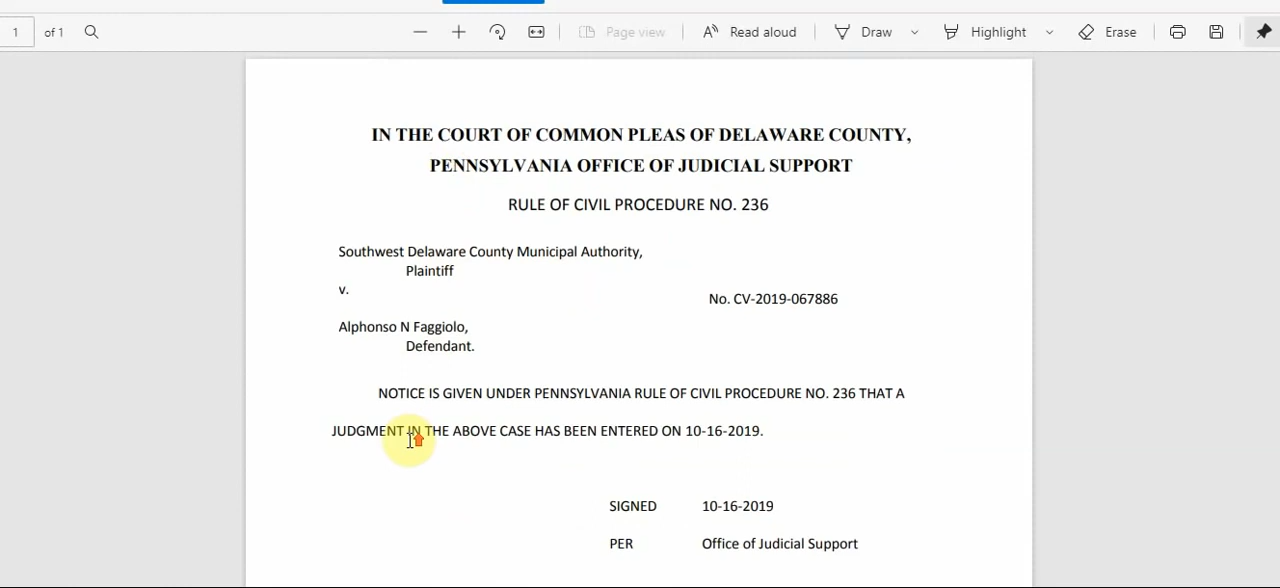 1 of 1 Page view Read aloud Draw Highlight Erase
IN THE COURT OF COMMON PLEAS OF DELAWARE COUNTY,
PENNSYLVANIA OFFICE OF JUDICIAL SUPPORT
RULE OF CIVIL PROCEDURE NO. 236
Southwest Delaware County Municipal Authority,
Plaintiff
v.
No. CV-2019-067886
Alphonso N Faggiolo,
Defendant.
NOTICE IS GIVEN UNDER PENNSYLVANIA RULE OF CIVIL PROCEDURE NO. 236 THAT A
JUDGMENT IN THE ABOVE CASE HAS BEEN ENTERED ON 10-16-2019.
SIGNED 10-16-2019
PER Office of Judicial Support